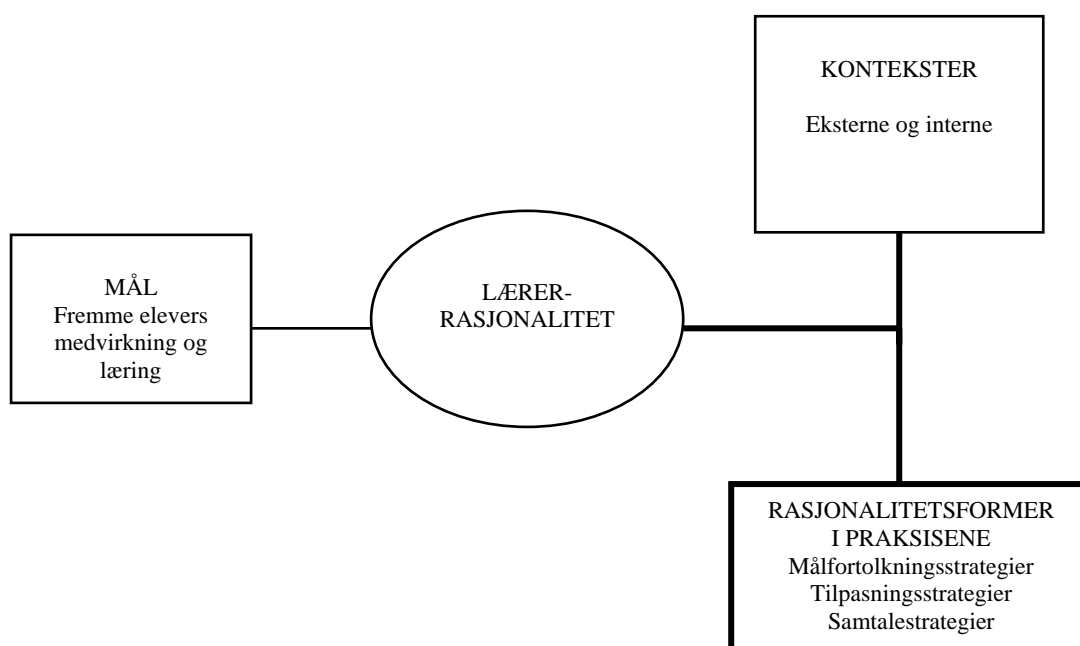 KONTEKSTER
Eksterne og interne
MÅL
Fremme elevers
medvirkning og
læring
LÆRER-
RASJONALITET
RASJONALITETSFORMER
I PRAKSISENE
Målfortolkningsstrategier
Tilpasningsstrategier
Samtalestrategier